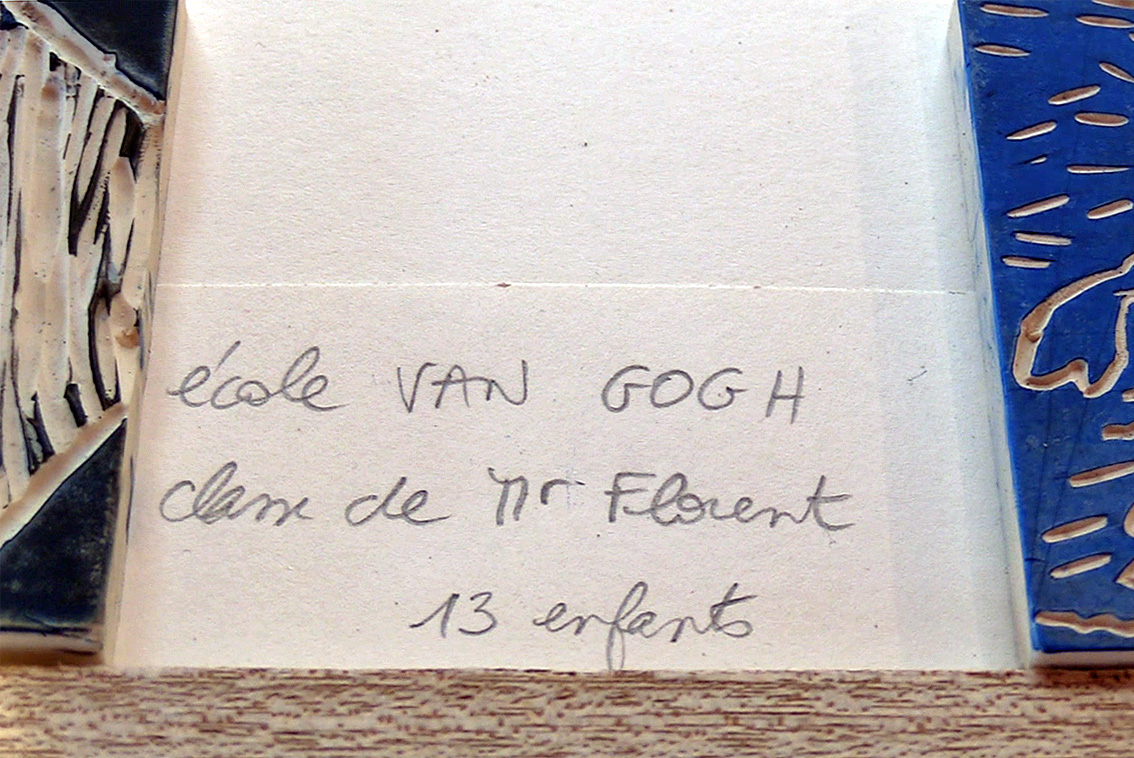 école VAN GOGH
classe de Mr Florent
13 enfants